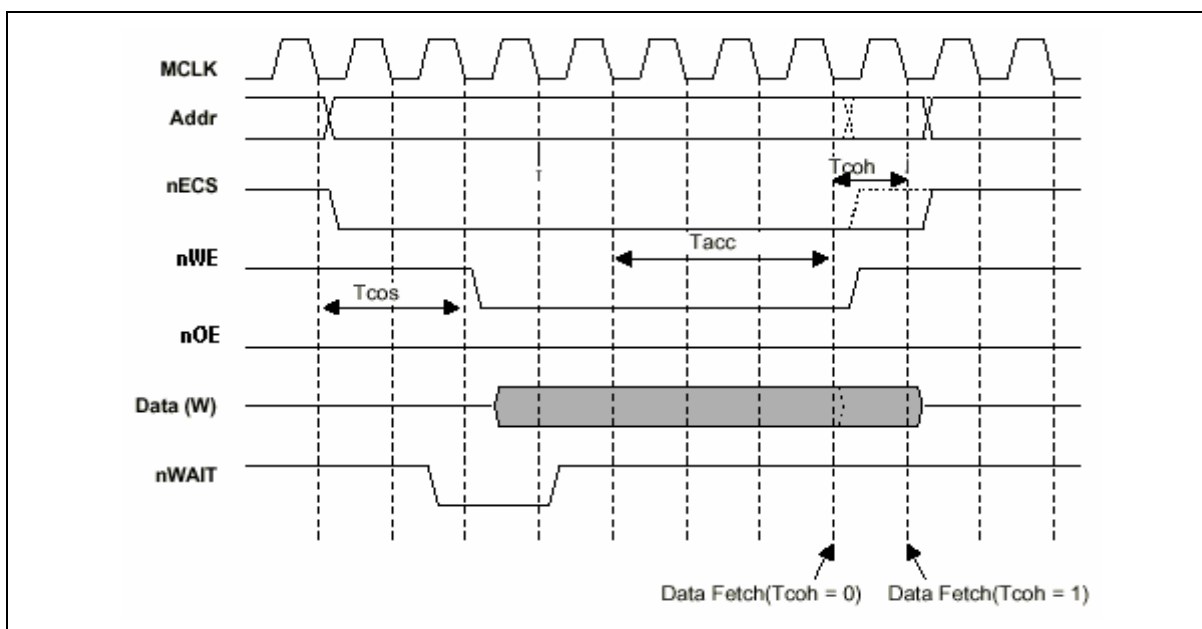 MCLK
Addr
Tcoh
nECS
T
Tacc
nWE
Tcos
nOE
Data (W)
nWAIT
Data Fetch(Tcoh = 0) Data Fetch(Tcoh = 1)